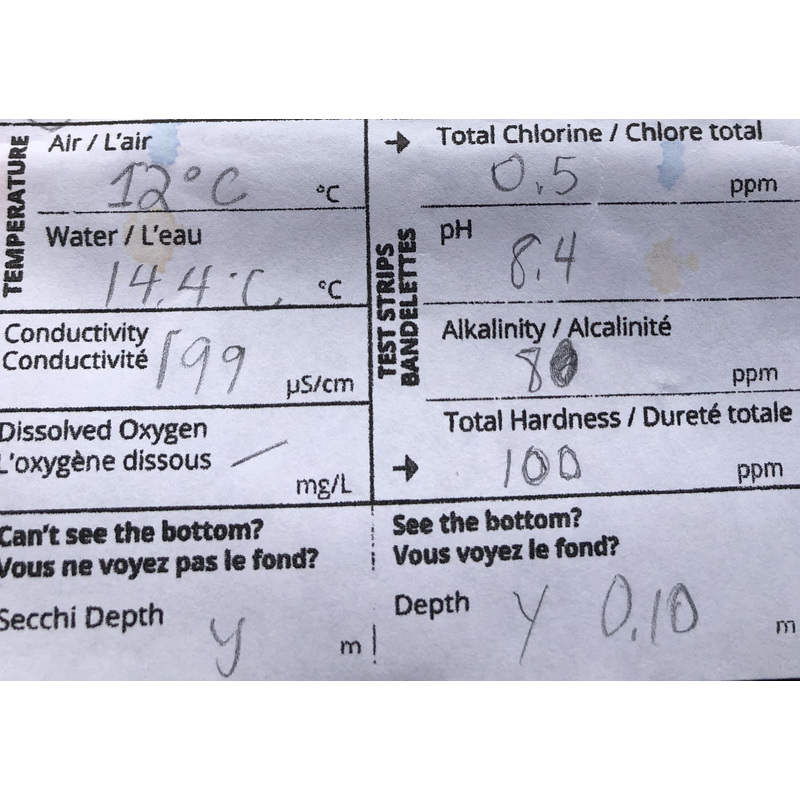 TEMPERATURE
Air / L'air
12°C °C
Water / L'eau
14.4°C °C
Conductivity
Conductivité
199 µS/cm
Dissolved Oxygen
L'oxygène dissous —
mg/L
TEST STRIPS
BANDELETTES
→ Total Chlorine / Chlore total
0.5 ppm
pH
8.4
Alkalinity / Alcalinité
80 ppm
Total Hardness / Dureté totale
→ 100 ppm
Can't see the bottom?
Vous ne voyez pas le fond?
Secchi Depth y m
See the bottom?
Vous voyez le fond?
Depth y 0.10 m